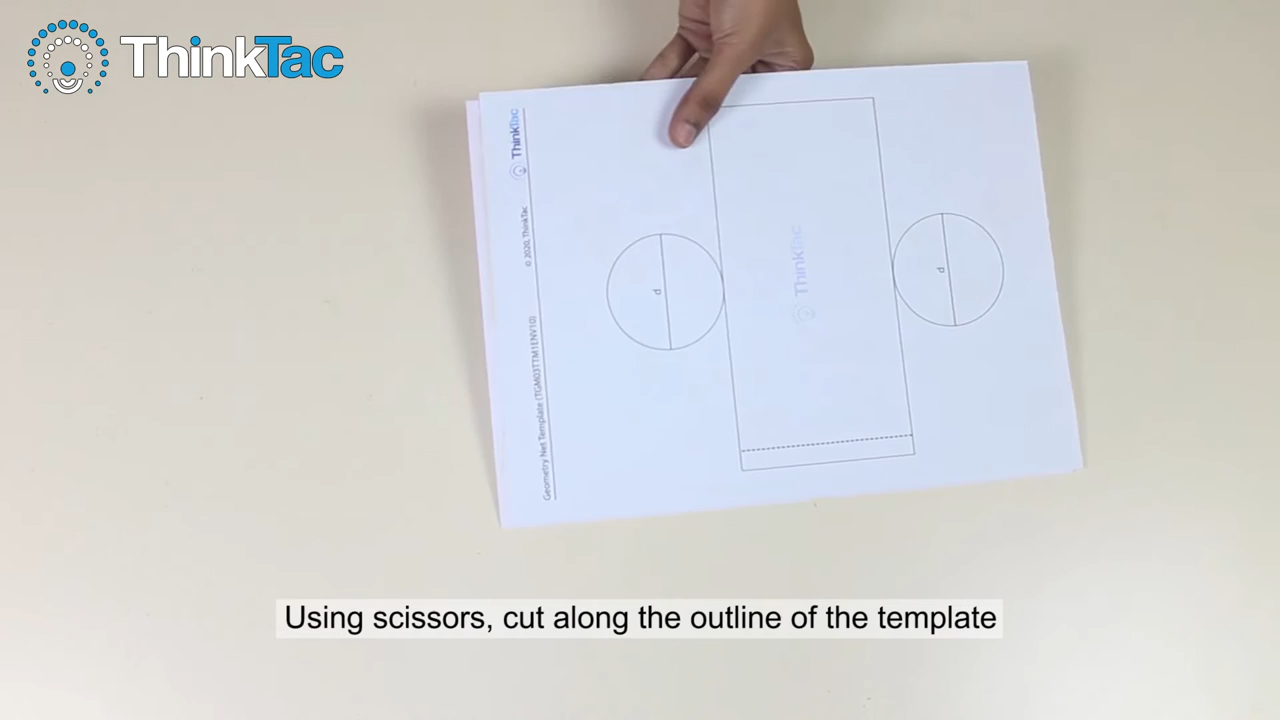 ThinkTac
ThinkTac
© 2020, ThinkTac
Geometry Net Template (TGM03TTM1ENV10)
d
ThinkTac
d
Using scissors, cut along the outline of the template